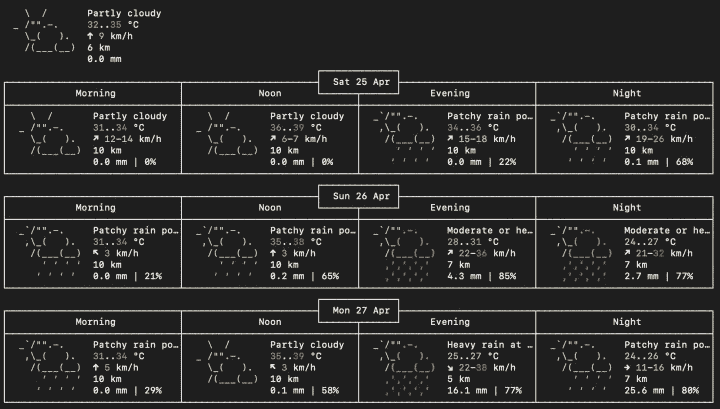 Partly cloudy
32..35 °C
↑ 9 km/h
6 km
0.0 mm
Sat 25 Apr
Morning Noon Evening Night
Partly cloudy Partly cloudy Patchy rain po… Patchy rain po…
31..34 °C 36..39 °C 34..36 °C 30..34 °C
↗ 12-14 km/h ↗ 6-7 km/h ↗ 15-18 km/h ↗ 19-26 km/h
10 km 10 km 10 km 10 km
0.0 mm | 0% 0.0 mm | 0% 0.0 mm | 22% 0.1 mm | 68%
Sun 26 Apr
Morning Noon Evening Night
Patchy rain po… Patchy rain po… Moderate or he… Moderate or he…
31..34 °C 35..38 °C 28..31 °C 24..27 °C
↖ 3 km/h ↑ 3 km/h ↗ 22-36 km/h ↗ 21-32 km/h
10 km 10 km 7 km 7 km
0.0 mm | 21% 0.2 mm | 65% 4.3 mm | 85% 2.7 mm | 77%
Mon 27 Apr
Morning Noon Evening Night
Patchy rain po… Partly cloudy Heavy rain at … Patchy rain po…
31..34 °C 35..39 °C 25..27 °C 24..26 °C
↑ 5 km/h ↖ 3 km/h ↘ 22-38 km/h → 11-16 km/h
10 km 10 km 5 km 7 km
0.0 mm | 29% 0.1 mm | 58% 16.1 mm | 77% 25.6 mm | 80%